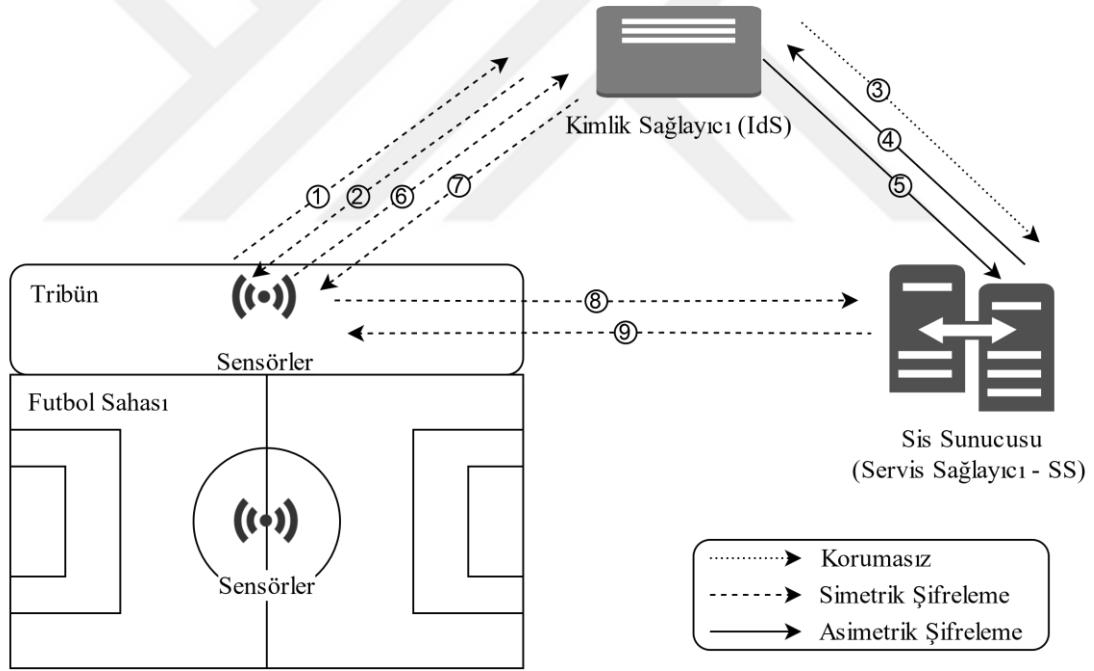 Kimlik Sağlayıcı (IdS)
①
②
⑥
⑦
③
④
⑤
Tribün
Sensörler
⑧
⑨
Futbol Sahası
Sensörler
Sis Sunucusu
(Servis Sağlayıcı - SS)
Korumasız
Simetrik Şifreleme
Asimetrik Şifreleme